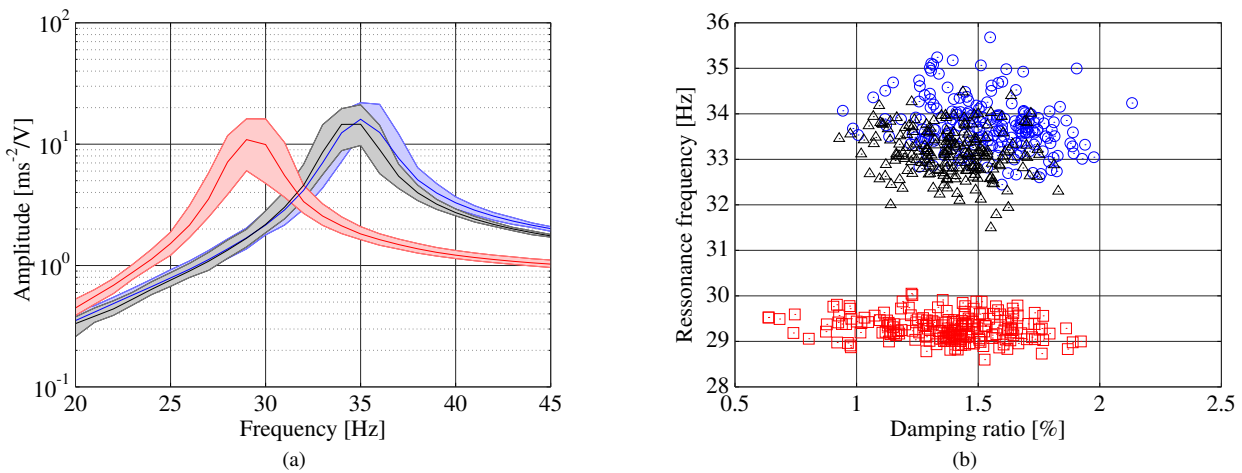 10^2
10^1
10^0
10^-1
Amplitude [ms^-2/V]
20 25 30 35 40 45
Frequency [Hz]
(a)
36
35
34
33
32
31
30
29
28
Ressonance frequency [Hz]
0.5 1 1.5 2 2.5
Damping ratio [%]
(b)